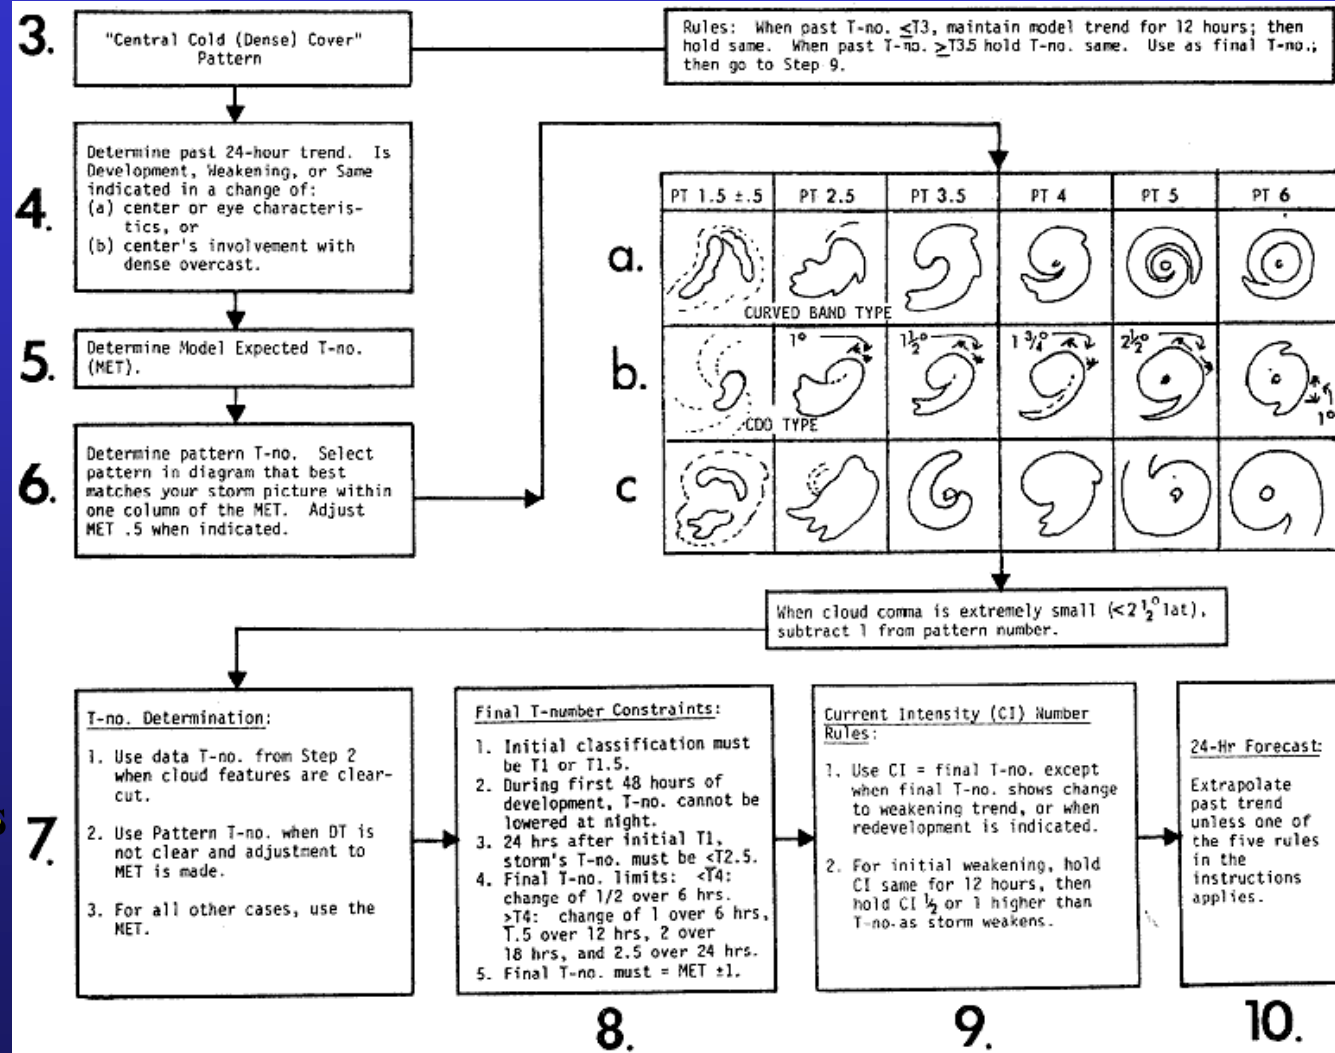 3.
"Central Cold (Dense) Cover"
Pattern
Rules: When past T-no. ≤T3, maintain model trend for 12 hours; then
hold same. When past T-no. ≥T3.5 hold T-no. same. Use as final T-no.;
then go to Step 9.
4.
Determine past 24-hour trend. Is
Development, Weakening, or Same
indicated in a change of:
(a) center or eye characteris-
tics, or
(b) center's involvement with
dense overcast.
5.
Determine Model Expected T-no.
(MET).
6.
Determine pattern T-no. Select
pattern in diagram that best
matches your storm picture within
one column of the MET. Adjust
MET .5 when indicated.
PT 1.5 ±.5 PT 2.5 PT 3.5 PT 4 PT 5 PT 6
a.
CURVED BAND TYPE
b.
1° 1½° 1 ¾° 2½° 1°
CDO TYPE
c
When cloud comma is extremely small (<2 ½° lat),
subtract 1 from pattern number.
7.
T-no. Determination:
1. Use data T-no. from Step 2
when cloud features are clear-
cut.
2. Use Pattern T-no. when DT is
not clear and adjustment to
MET is made.
3. For all other cases, use the
MET.
Final T-number Constraints:
1. Initial classification must
be T1 or T1.5.
2. During first 48 hours of
development, T-no. cannot be
lowered at night.
3. 24 hrs after initial T1,
storm's T-no. must be <T2.5.
4. Final T-no. limits: <T4:
change of 1/2 over 6 hrs.
>T4: change of 1 over 6 hrs,
T.5 over 12 hrs, 2 over
18 hrs, and 2.5 over 24 hrs.
5. Final T-no. must = MET ±1.
8.
Current Intensity (CI) Number
Rules:
1. Use CI = final T-no. except
when final T-no. shows change
to weakening trend, or when
redevelopment is indicated.
2. For initial weakening, hold
CI same for 12 hours, then
hold CI ½ or 1 higher than
T-no. as storm weakens.
9.
24-Hr Forecast:
Extrapolate
past trend
unless one of
the five rules
in the
instructions
applies.
10.